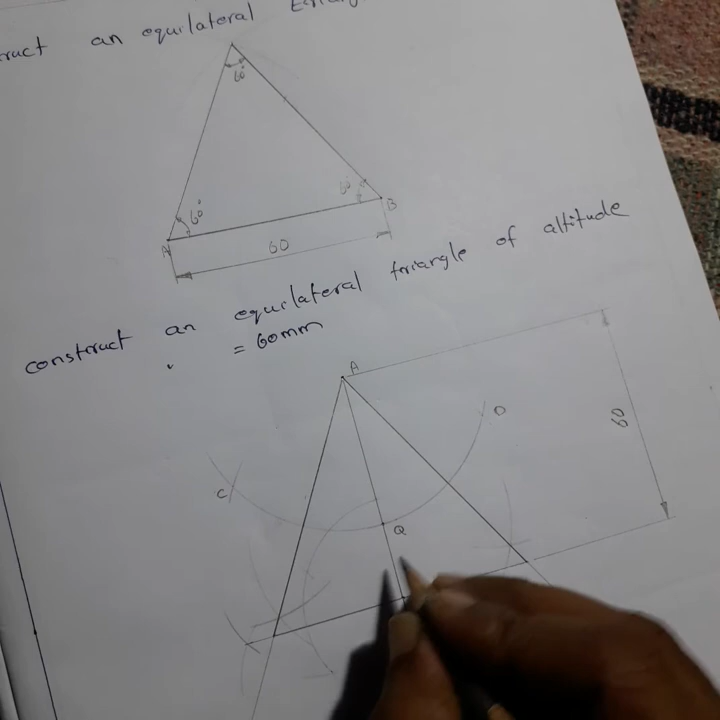 an equilateral
60°
60°
60°
A
B
60
construct an equilateral triangle of altitude
= 60mm
A
D
60
C
Q